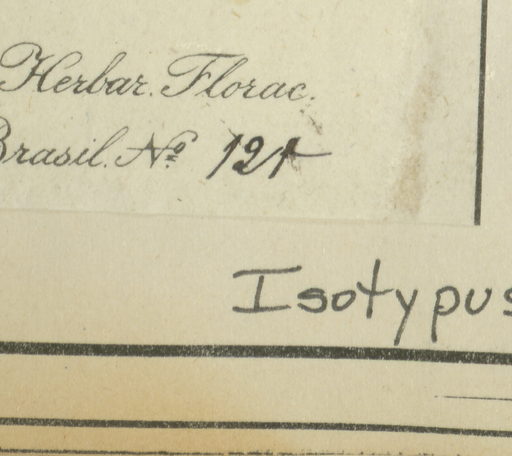 Herbar. Florac.
Brasil. Nº 121
Isotypus